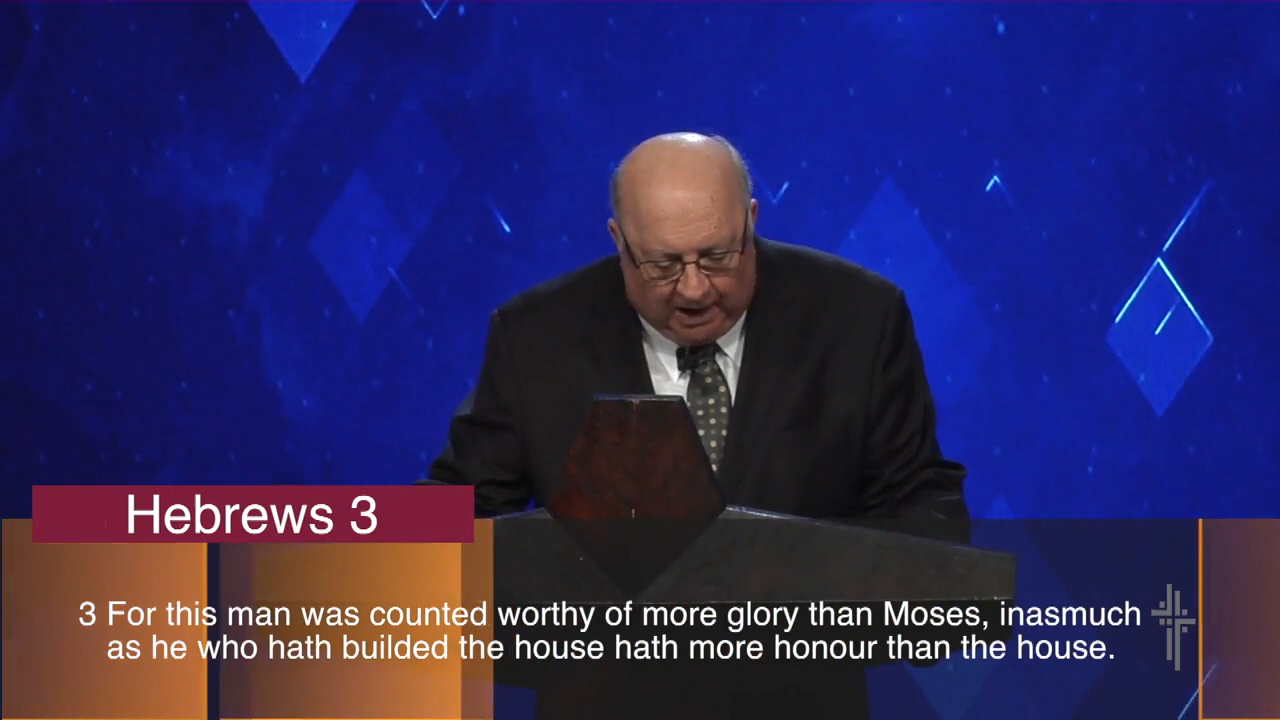 Hebrews 3
3 For this man was counted worthy of more glory than Moses, inasmuch
as he who hath builded the house hath more honour than the house.